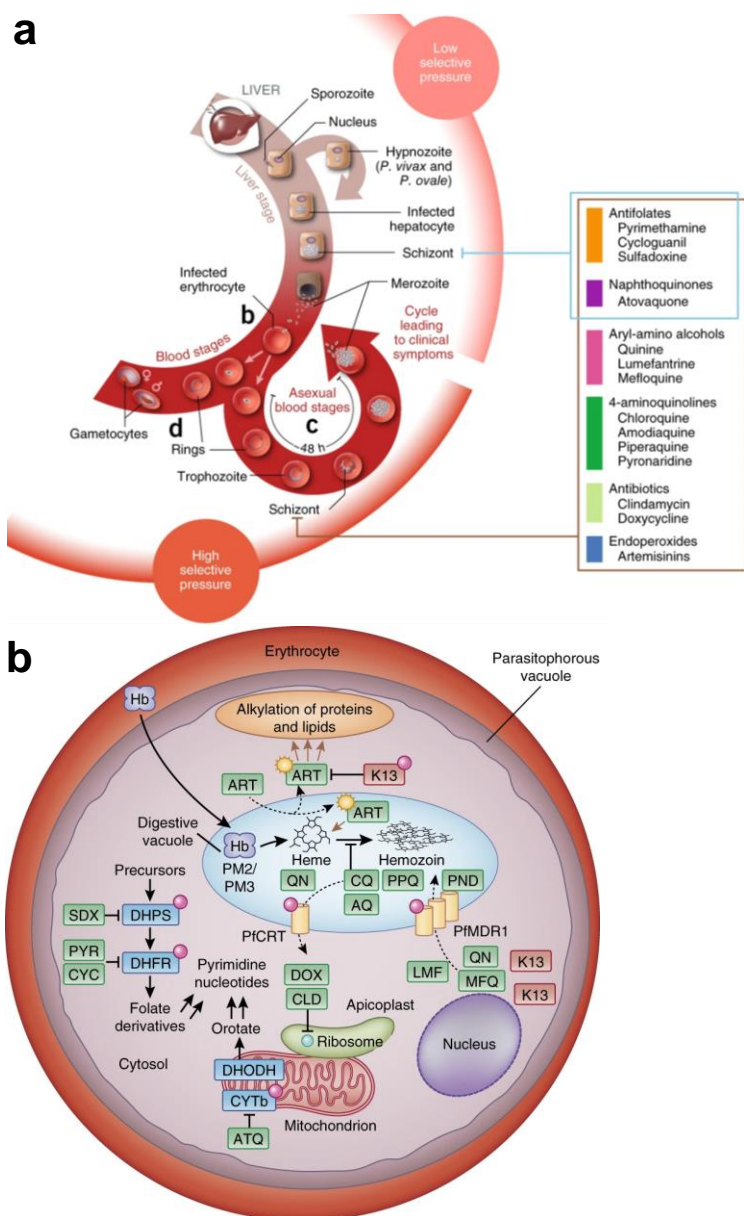 a
Low
selective
pressure
LIVER
Sporozoite
Nucleus
Liver stage
Hypnozoite
(P. vivax and
P. ovale)
Infected
hepatocyte
Schizont
Infected
erythrocyte
Merozoite
b
Cycle
leading
to clinical
symptoms
Blood stages
Asexual
blood stages
c
48 h
d
Gametocytes
Rings
Trophozoite
Schizont
High
selective
pressure
Antifolates
Pyrimethamine
Cycloguanil
Sulfadoxine
Naphthoquinones
Atovaquone
Aryl-amino alcohols
Quinine
Lumefantrine
Mefloquine
4-aminoquinolines
Chloroquine
Amodiaquine
Piperaquine
Pyronaridine
Antibiotics
Clindamycin
Doxycycline
Endoperoxides
Artemisinins
b
Erythrocyte
Parasitophorous
vacuole
Hb
Alkylation of proteins
and lipids
ART
ART
K13
ART
Digestive
vacuole
Hb
PM2/
PM3
Heme
Hemozoin
QN
CQ
PPQ
PND
AQ
PfCRT
PfMDR1
Precursors
SDX
DHPS
PYR
CYC
DHFR
Folate
derivatives
Pyrimidine
nucleotides
Orotate
DOX
CLD
Apicoplast
Ribosome
LMF
QN
MFQ
K13
K13
Nucleus
Cytosol
DHODH
CYTb
Mitochondrion
ATQ